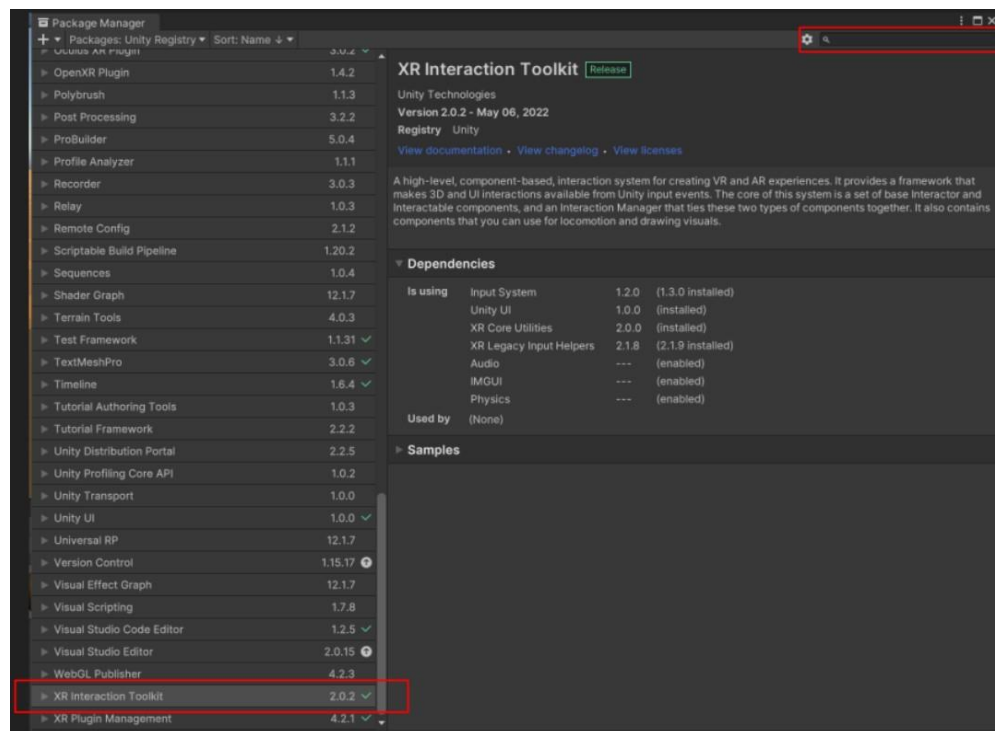 Package Manager
Packages: Unity Registry Sort: Name ↓
Oculus XR Plugin 3.0.2
OpenXR Plugin 1.4.2
Polybrush 1.1.3
Post Processing 3.2.2
ProBuilder 5.0.4
Profile Analyzer 1.1.1
Recorder 3.0.3
Relay 1.0.3
Remote Config 2.1.2
Scriptable Build Pipeline 1.20.2
Sequences 1.0.4
Shader Graph 12.1.7
Terrain Tools 4.0.3
Test Framework 1.1.31
TextMeshPro 3.0.6
Timeline 1.6.4
Tutorial Authoring Tools 1.0.3
Tutorial Framework 2.2.2
Unity Distribution Portal 2.2.5
Unity Profiling Core API 1.0.2
Unity Transport 1.0.0
Unity UI 1.0.0
Universal RP 12.1.7
Version Control 1.15.17
Visual Effect Graph 12.1.7
Visual Scripting 1.7.8
Visual Studio Code Editor 1.2.5
Visual Studio Editor 2.0.15
WebGL Publisher 4.2.3
XR Interaction Toolkit 2.0.2
XR Plugin Management 4.2.1
XR Interaction Toolkit Release
Unity Technologies
Version 2.0.2 - May 06, 2022
Registry Unity
View documentation • View changelog • View licenses
A high-level, component-based, interaction system for creating VR and AR experiences. It provides a framework that
makes 3D and UI interactions available from Unity input events. The core of this system is a set of base Interactor and
Interactable components, and an Interaction Manager that ties these two types of components together. It also contains
components that you can use for locomotion and drawing visuals.
Dependencies
Is using Input System 1.2.0 (1.3.0 installed)
Unity UI 1.0.0 (installed)
XR Core Utilities 2.0.0 (installed)
XR Legacy Input Helpers 2.1.8 (2.1.9 installed)
Audio --- (enabled)
IMGUI --- (enabled)
Physics --- (enabled)
Used by (None)
Samples